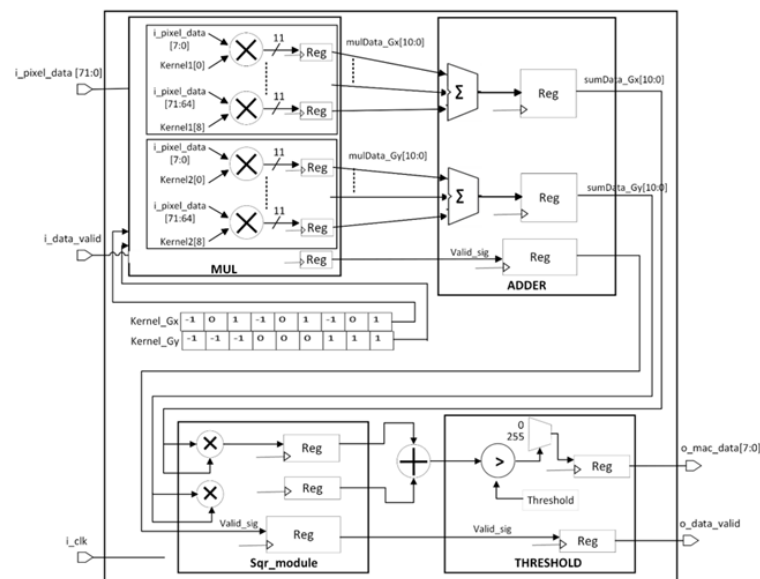 i_pixel_data [71:0]
i_data_valid
i_clk
i_pixel_data
[7:0]
Kernel1[0]
11
Reg
i_pixel_data
[71:64]
Kernel1[8]
11
Reg
i_pixel_data
[7:0]
Kernel2[0]
11
Reg
i_pixel_data
[71:64]
Kernel2[8]
11
Reg
Reg
MUL
mulData_Gx[10:0]
mulData_Gy[10:0]
Valid_sig
Σ
Reg
Σ
Reg
Reg
ADDER
sumData_Gx[10:0]
sumData_Gy[10:0]
Kernel_Gx -1 0 1 -1 0 1 -1 0 1
Kernel_Gy -1 -1 -1 0 0 0 1 1 1
Reg
Reg
Valid_sig
Reg
Sqr_module
0
255
>
Reg
Threshold
Valid_sig
Reg
THRESHOLD
o_mac_data[7:0]
o_data_valid